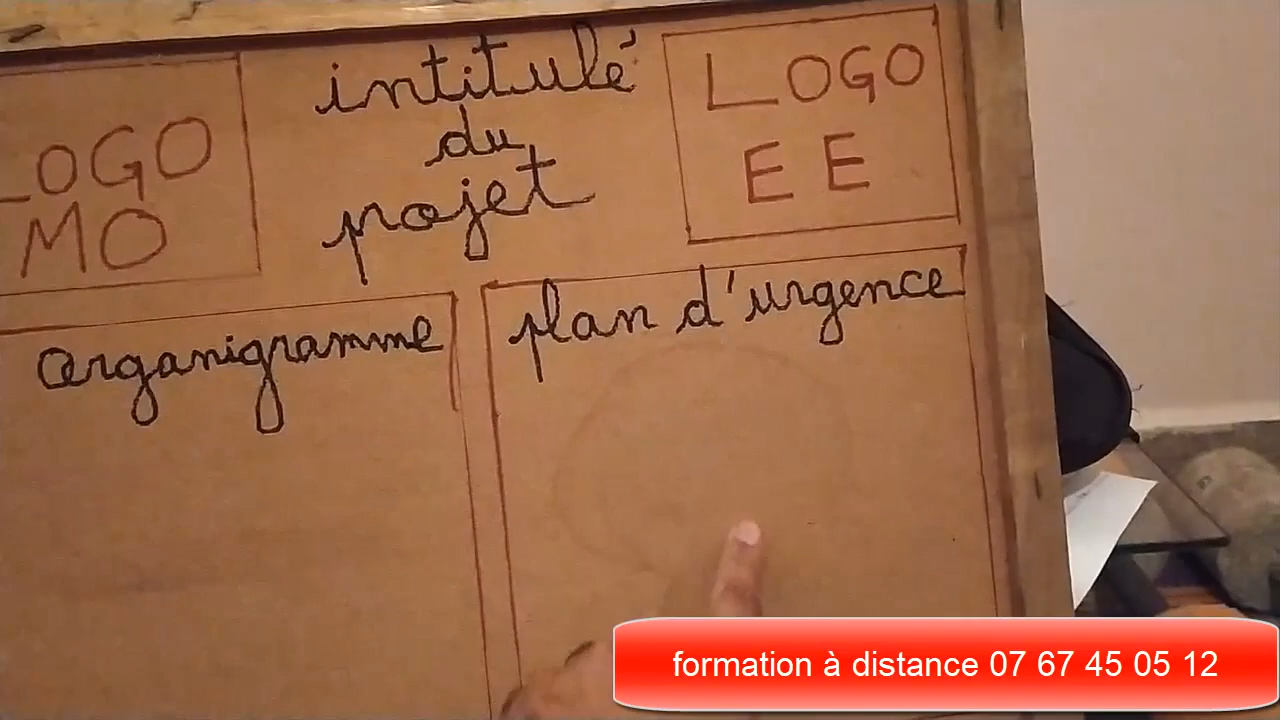 LOGO
MO
intitulé
du
projet
LOGO
EE
organigramme
plan d'urgence
formation à distance 07 67 45 05 12